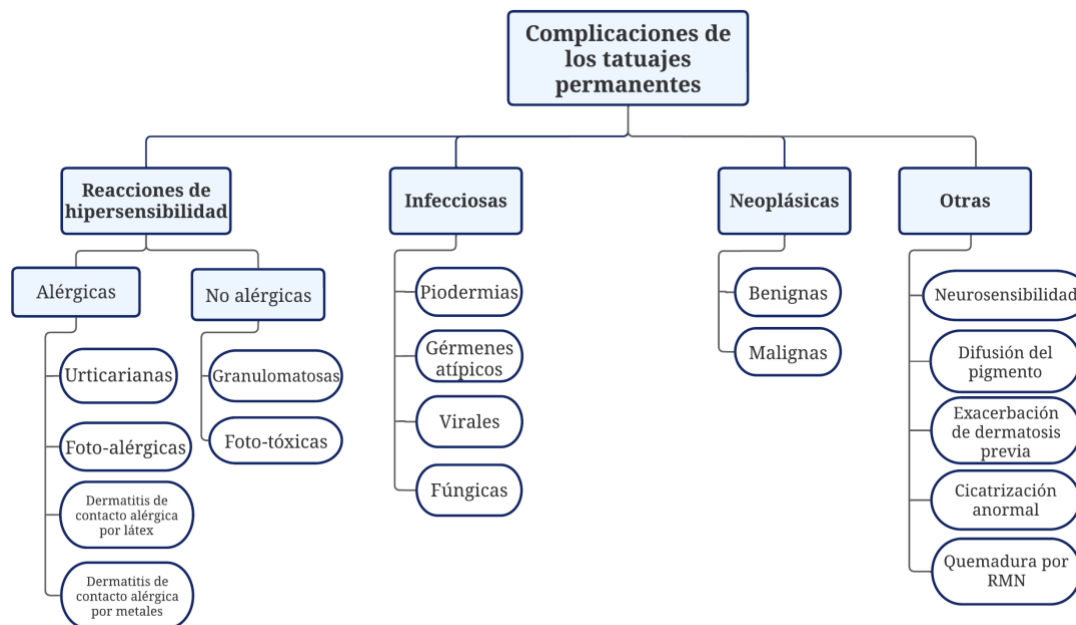 Complicaciones de
los tatuajes
permanentes
Reacciones de
hipersensibilidad
Infecciosas
Neoplásicas
Otras
Alérgicas
No alérgicas
Urticarianas
Foto-alérgicas
Dermatitis de
contacto alérgica
por látex
Dermatitis de
contacto alérgica
por metales
Granulomatosas
Foto-tóxicas
Piodermias
Gérmenes
atípicos
Virales
Fúngicas
Benignas
Malignas
Neurosensibilidad
Difusión del
pigmento
Exacerbación
de dermatosis
previa
Cicatrización
anormal
Quemadura por
RMN